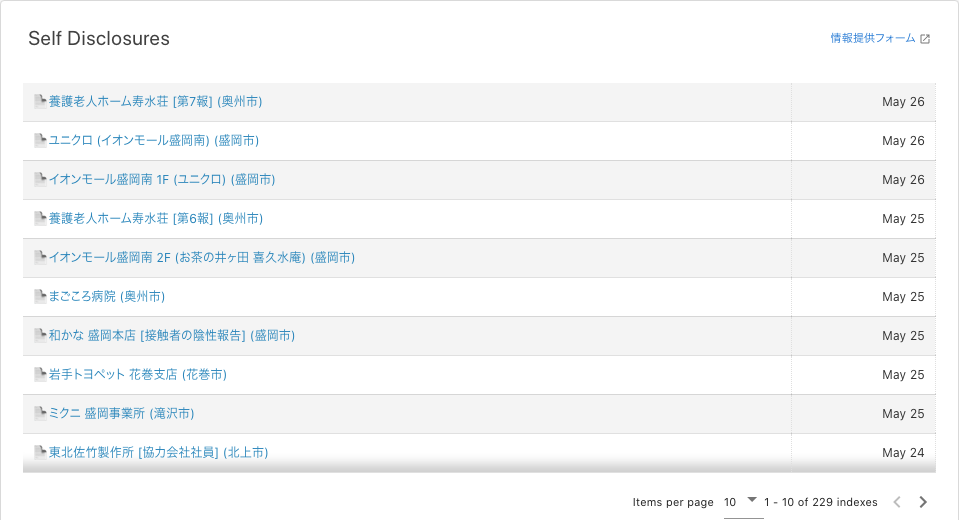 Self Disclosures
情報提供フォーム
養護老人ホーム寿水荘 [第7報] (奥州市) May 26
ユニクロ (イオンモール盛岡南) (盛岡市) May 26
イオンモール盛岡南 1F (ユニクロ) (盛岡市) May 26
養護老人ホーム寿水荘 [第6報] (奥州市) May 25
イオンモール盛岡南 2F (お茶の井ヶ田 喜久水庵) (盛岡市) May 25
まごころ病院 (奥州市) May 25
和かな 盛岡本店 [接触者の陰性報告] (盛岡市) May 25
岩手トヨペット 花巻支店 (花巻市) May 25
ミクニ 盛岡事業所 (滝沢市) May 25
東北佐竹製作所 [協力会社社員] (北上市) May 24
Items per page 10 1 - 10 of 229 indexes